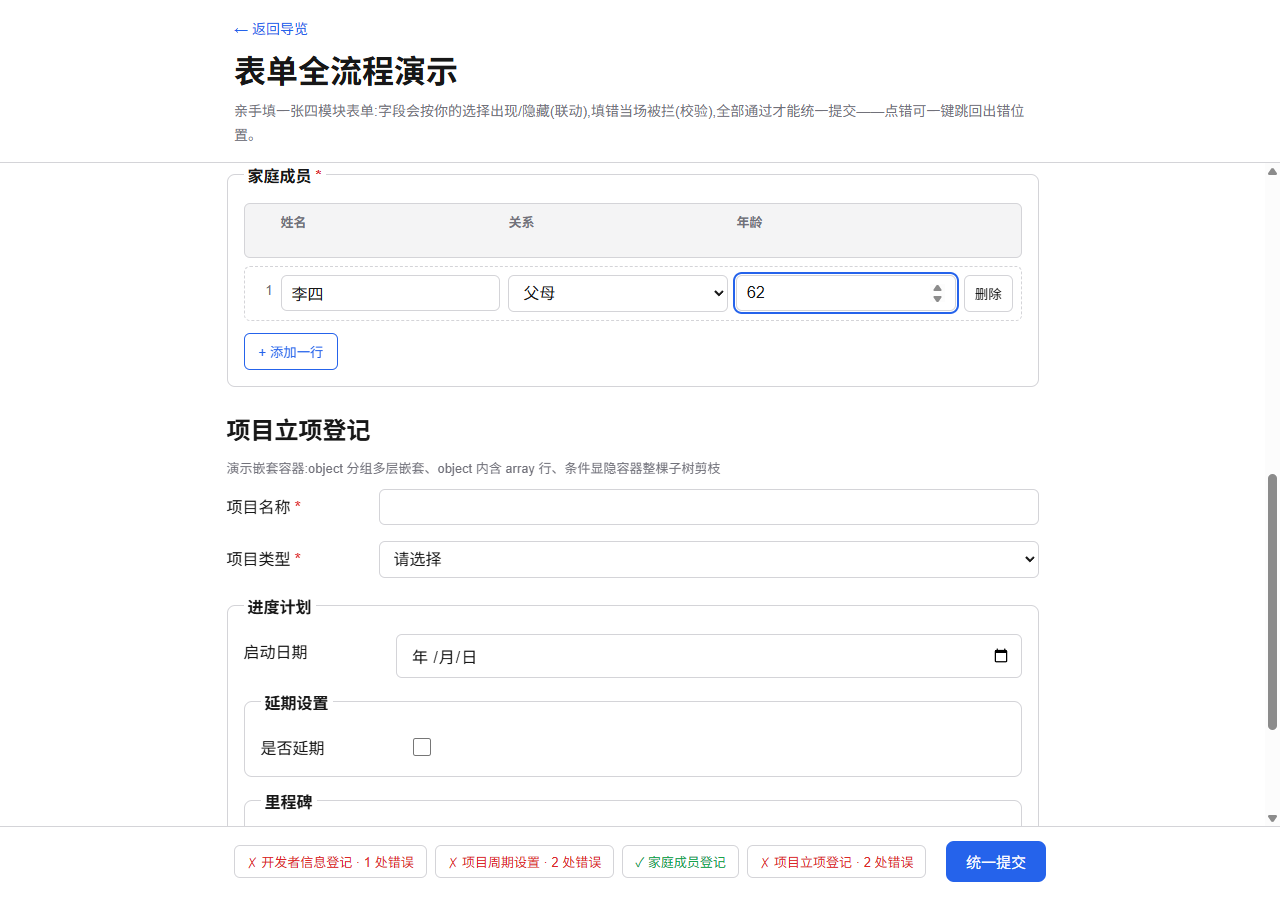 ← 返回导览
表单全流程演示
亲手填一张四模块表单:字段会按你的选择出现/隐藏(联动),填错当场被拦(校验),全部通过才能统一提交——点错可一键跳回出错位
置。
家庭成员 *
姓名 关系 年龄
1 李四 父母 62 删除
+ 添加一行
项目立项登记
演示嵌套容器:object 分组多层嵌套、object 内含 array 行、条件显隐容器整棵子树剪枝
项目名称 *
项目类型 * 请选择
进度计划
启动日期 年 /月/日
延期设置
是否延期
里程碑
✗ 开发者信息登记 · 1 处错误 ✗ 项目周期设置 · 2 处错误 ✓ 家庭成员登记 ✗ 项目立项登记 · 2 处错误 统一提交